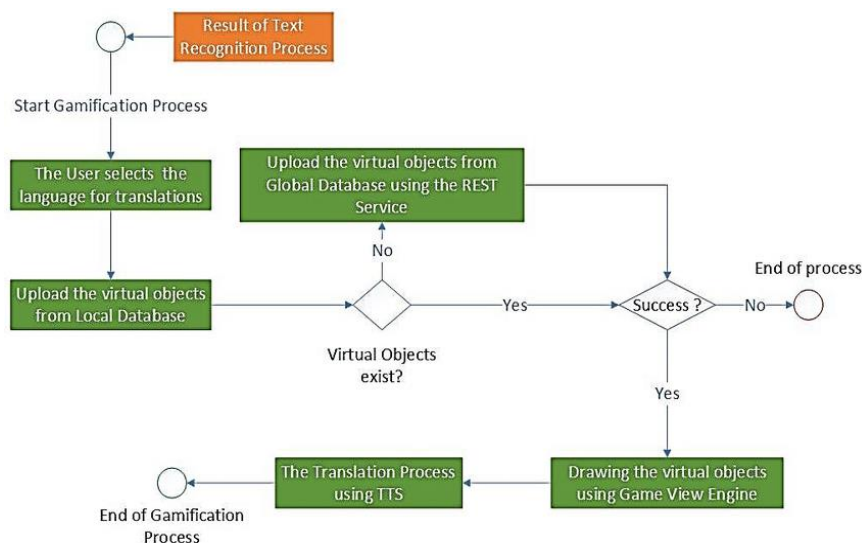 Result of Text
Recognition Process
Start Gamification Process
The User selects the
language for translations
Upload the virtual objects from
Global Database using the REST
Service
No
Upload the virtual objects
from Local Database
Virtual Objects
exist?
Yes
Success ?
No
End of process
Yes
Drawing the virtual objects
using Game View Engine
The Translation Process
using TTS
End of Gamification
Process